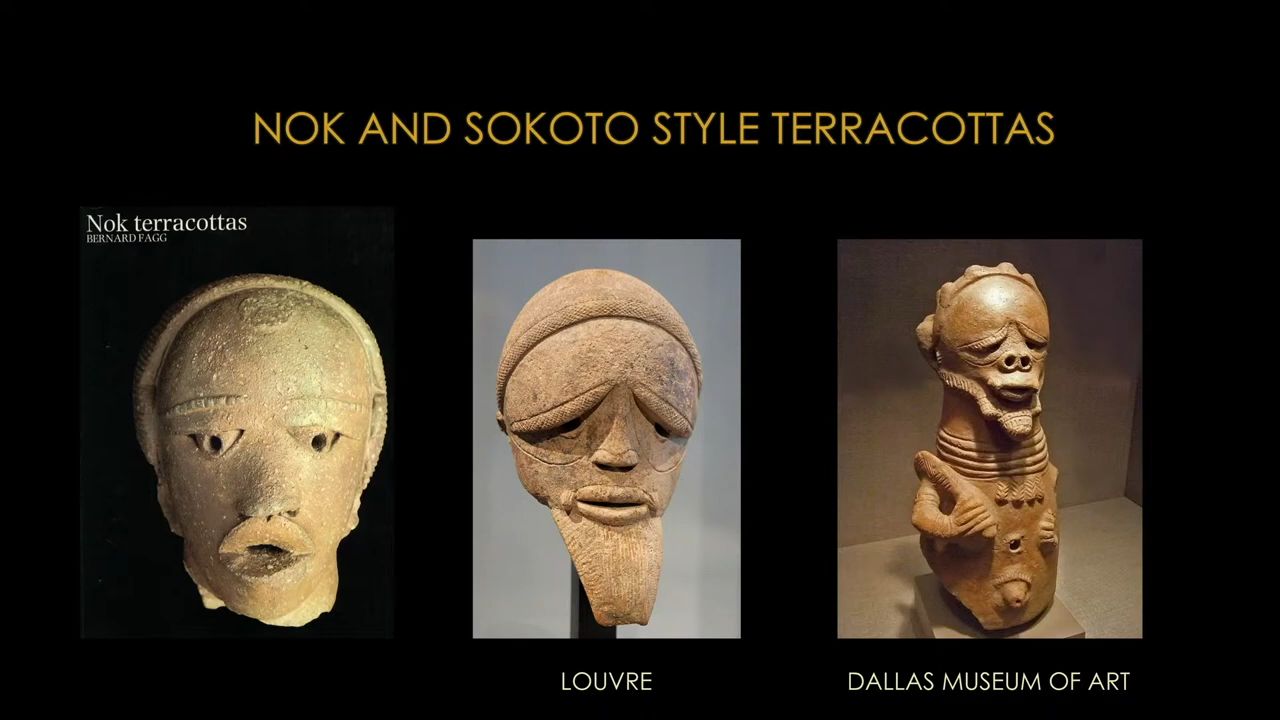 NOK AND SOKOTO STYLE TERRACOTTAS
Nok terracottas
BERNARD FAGG
LOUVRE
DALLAS MUSEUM OF ART